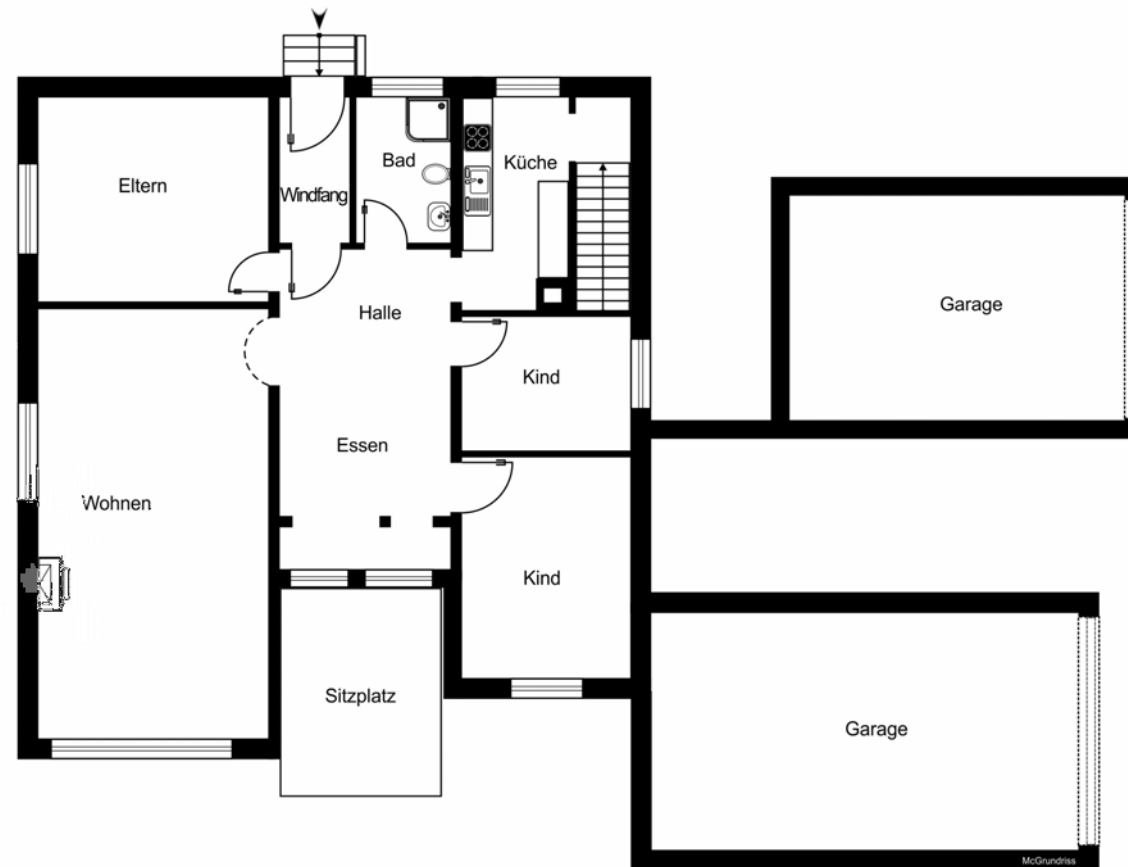 Bad
Küche
Eltern
Windfang
Garage
Halle
Kind
Essen
Wohnen
Kind
Sitzplatz
Garage
McGrundriss